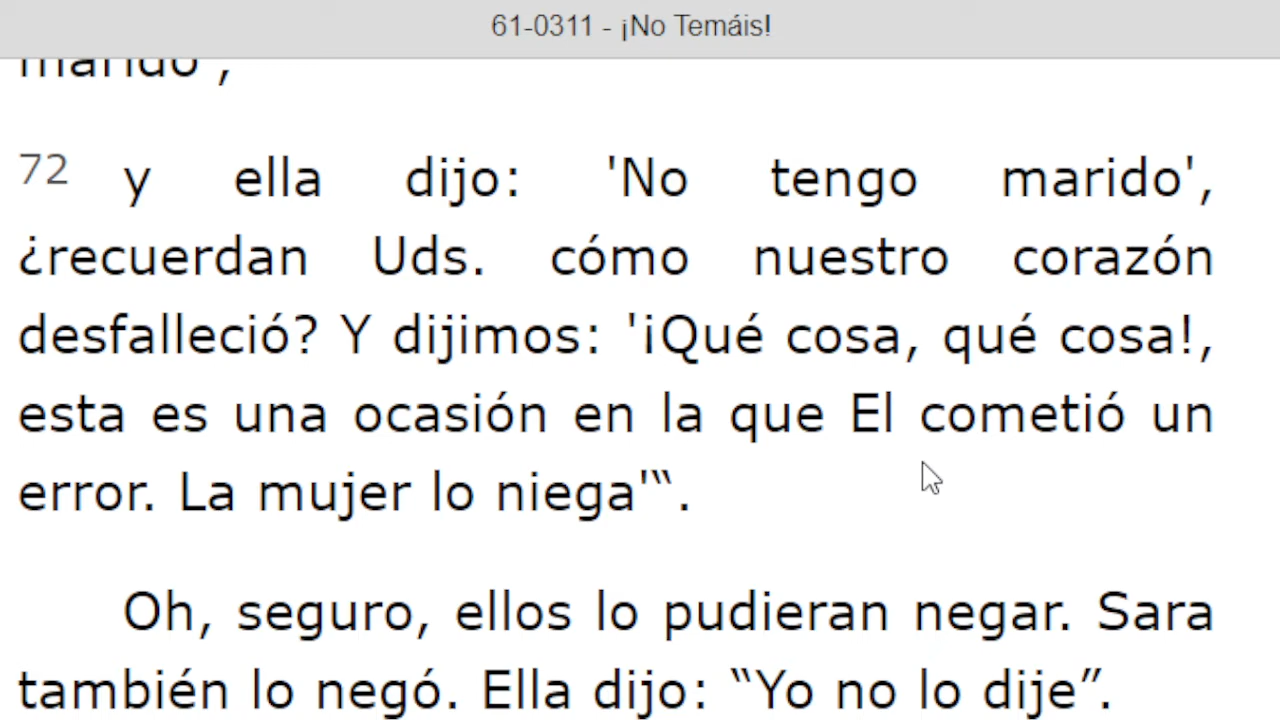 61-0311 - ¡No Temáis!
marido',
72 y ella dijo: 'No tengo marido',
¿recuerdan Uds. cómo nuestro corazón
desfalleció? Y dijimos: '¡Qué cosa, qué cosa!,
esta es una ocasión en la que El cometió un
error. La mujer lo niega'“.
Oh, seguro, ellos lo pudieran negar. Sara
también lo negó. Ella dijo: “Yo no lo dije”.